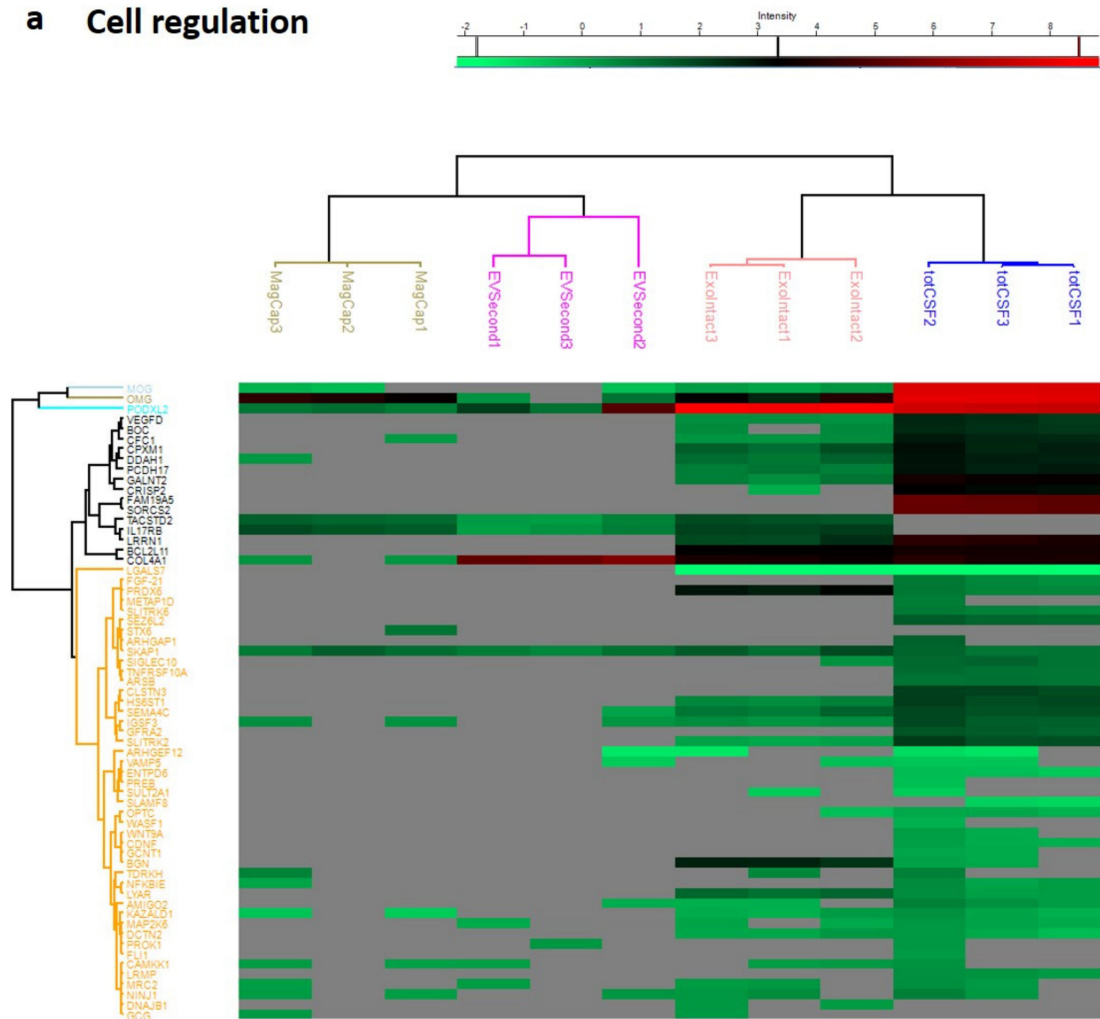 a Cell regulation
Intensity
-2 -1 0 1 2 3 4 5 6 7 8
MagCap3
MagCap2
MagCap1
EVSecond1
EVSecond3
EVSecond2
ExoIntact3
ExoIntact1
ExoIntact2
totCSF2
totCSF3
totCSF1
MOG
OMG
PODXL2
VEGFD
BOC
CFC1
CPXM1
DDAH1
PCDH17
GALNT2
CRISP2
FAM19A5
SORCS2
TACSTD2
IL17RB
LRRN1
BCL2L11
COL4A1
LGALS7
FGF-21
PRDX6
METAP1D
SLITRK6
SEZ6L2
STX6
ARHGAP1
SKAP1
SIGLEC10
TNFRSF10A
ARSB
CLSTN3
HS6ST1
SEMA4C
IGSF3
GFRA2
SLITRK2
ARHGEF12
VAMP5
ENTPD6
PREB
SULT2A1
SLAMF8
OPTC
WASF1
WNT9A
CDNF
GCNT1
BGN
TDRKH
NFKBIE
LYAR
AMIGO2
KAZALD1
MAP2K6
DCTN2
PROK1
FLI1
CAMKK1
LRMP
MRC2
NINJ1
DNAJB1
GCG